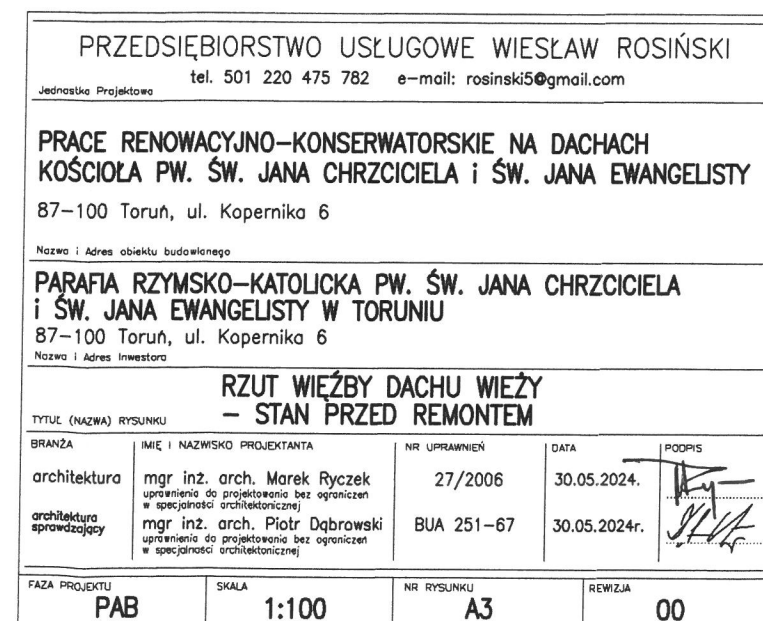 PRZEDSIĘBIORSTWO USŁUGOWE WIESŁAW ROSIŃSKI
tel. 501 220 475 782 e-mail: rosinski5@gmail.com
Jednostka Projektowa
PRACE RENOWACYJNO-KONSERWATORSKIE NA DACHACH
KOŚCIOŁA PW. ŚW. JANA CHRZCICIELA i ŚW. JANA EWANGELISTY
87-100 Toruń, ul. Kopernika 6
Nazwa i Adres obiektu budowlanego
PARAFIA RZYMSKO-KATOLICKA PW. ŚW. JANA CHRZCICIELA
i ŚW. JANA EWANGELISTY W TORUNIU
87-100 Toruń, ul. Kopernika 6
Nazwa i Adres Inwestora
RZUT WIĘŹBY DACHU WIEŻY
TYTUŁ (NAZWA) RYSUNKU – STAN PRZED REMONTEM
BRANŻA IMIĘ I NAZWISKO PROJEKTANTA NR UPRAWNIEŃ DATA PODPIS
architektura mgr inż. arch. Marek Ryczek 27/2006 30.05.2024.
uprawnienia do projektowania bez ograniczeń
w specjalności architektonicznej
architektura
sprawdzający mgr inż. arch. Piotr Dąbrowski BUA 251-67 30.05.2024r.
uprawnienia do projektowania bez ograniczeń
w specjalności architektonicznej
FAZA PROJEKTU SKALA NR RYSUNKU REWIZJA
PAB 1:100 A3 00